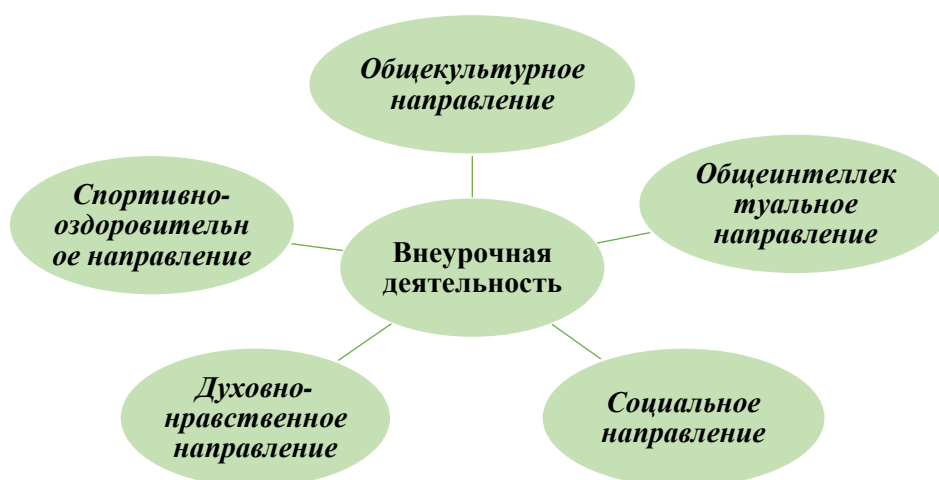 Общекультурное
направление
Общеинтеллек
туальное
направление
Спортивно-
оздоровительн
ое направление
Внеурочная
деятельность
Духовно-
нравственное
направление
Социальное
направление